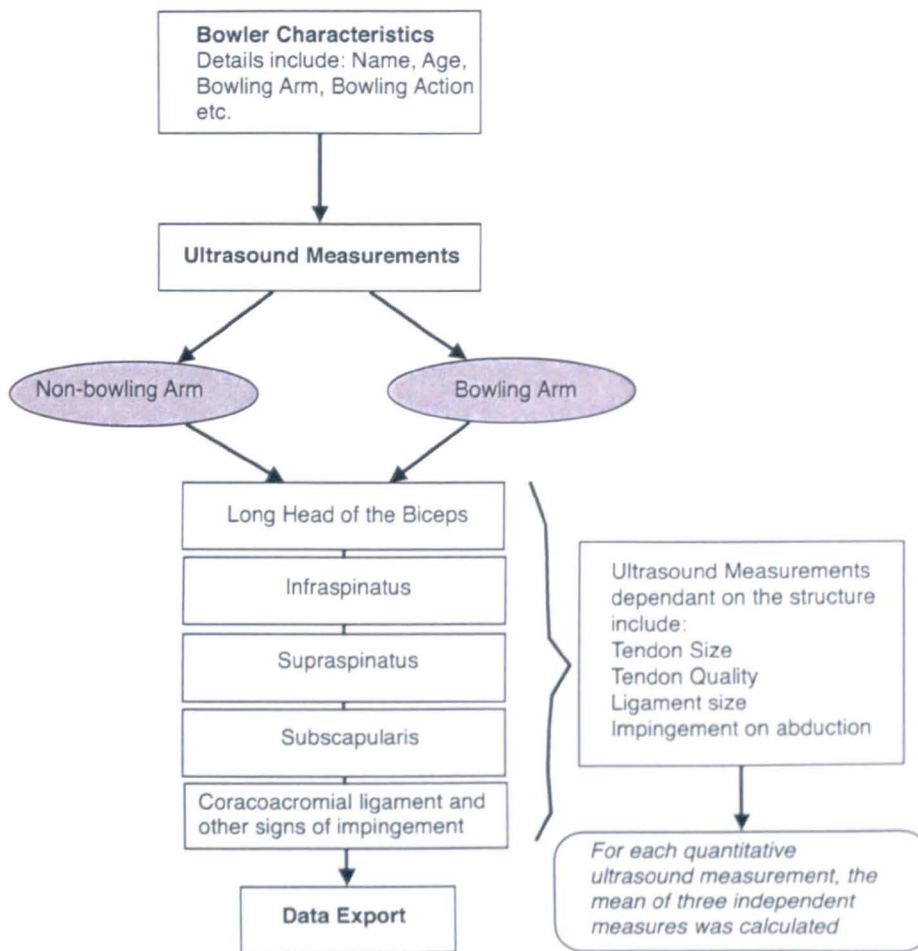 Bowler Characteristics
Details include: Name, Age,
Bowling Arm, Bowling Action
etc.
Ultrasound Measurements
Non-bowling Arm
Bowling Arm
Long Head of the Biceps
Infraspinatus
Supraspinatus
Subscapularis
Coracoacromial ligament and
other signs of impingement
Data Export
Ultrasound Measurements
dependant on the structure
include:
Tendon Size
Tendon Quality
Ligament size
Impingement on abduction
For each quantitative
ultrasound measurement, the
mean of three independent
measures was calculated